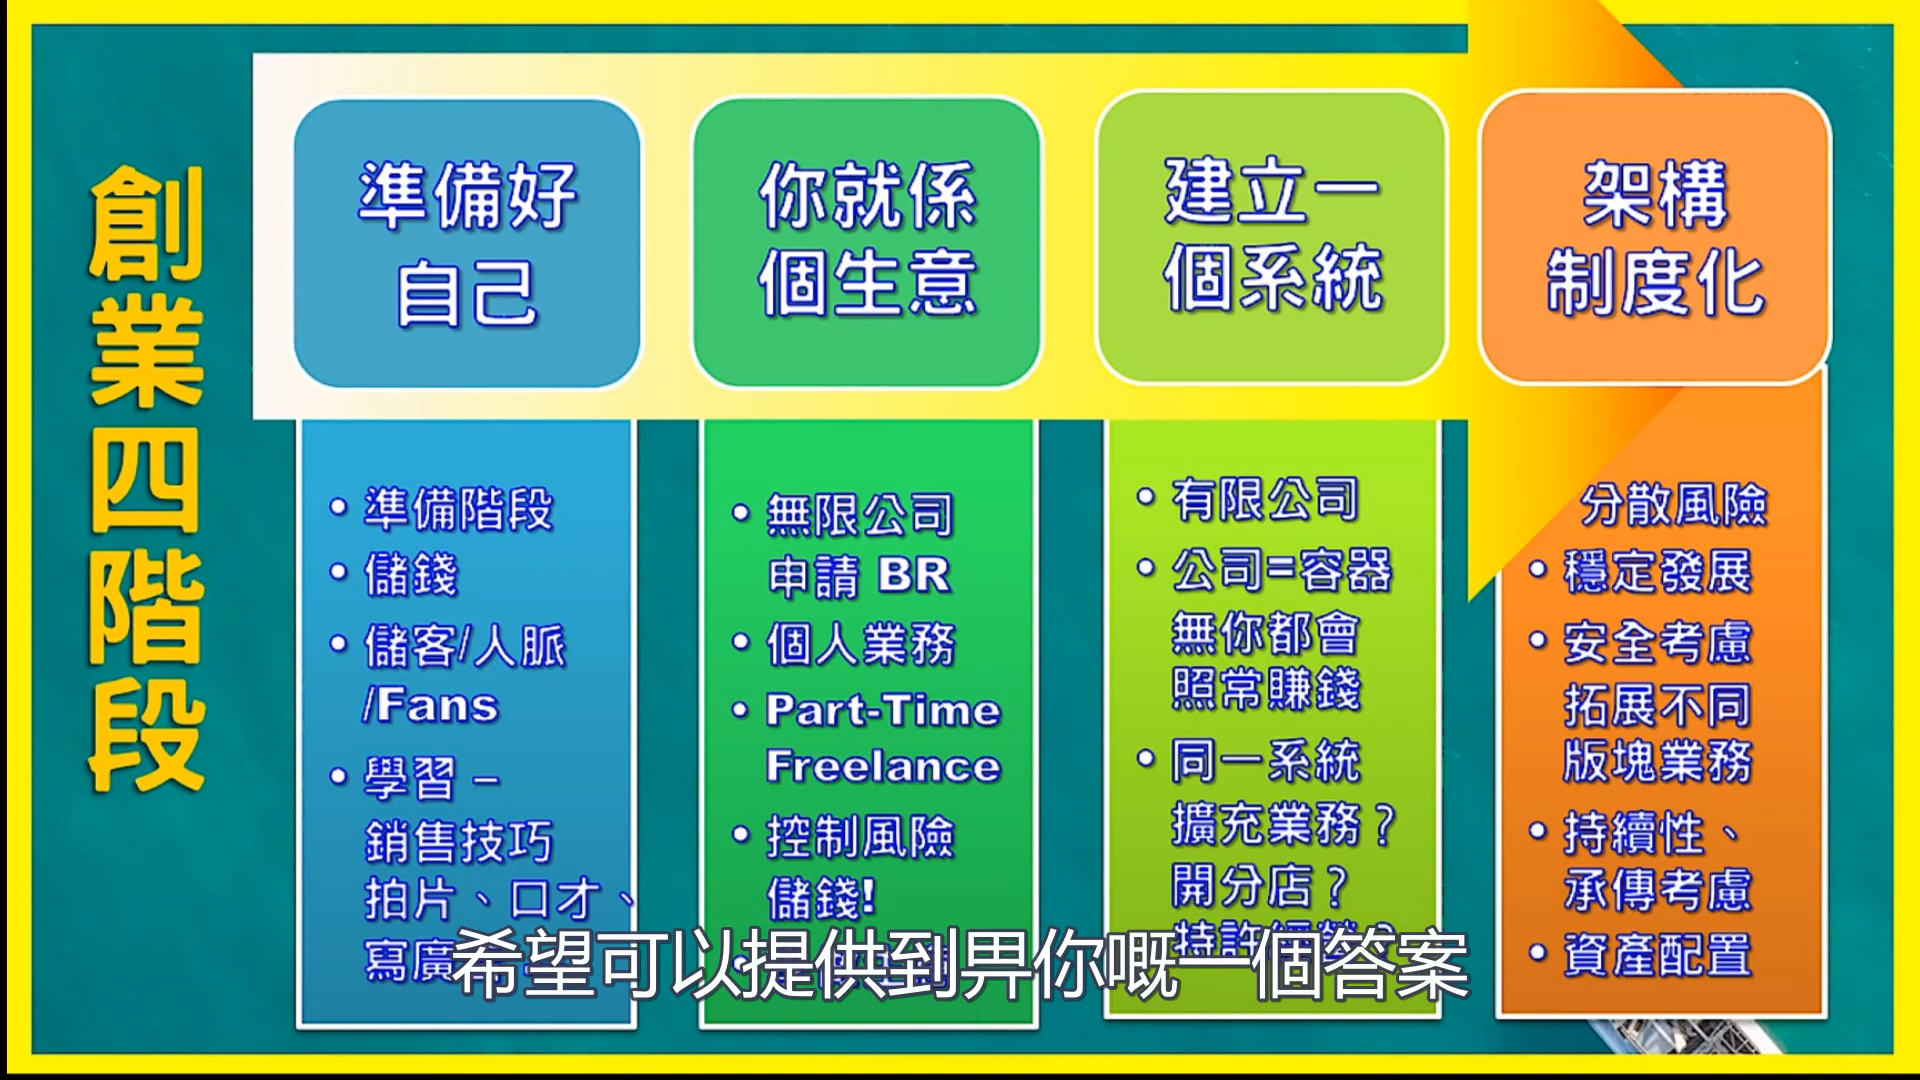 創業四階段
準備好
自己
• 準備階段
• 儲錢
• 儲客/人脈
/Fans
• 學習 –
銷售技巧
拍片、口才、
寫廣
你就係
個生意
• 無限公司
申請 BR
• 個人業務
• Part-Time
Freelance
• 控制風險
儲錢!
建立一
個系統
• 有限公司
• 公司=容器
無你都會
照常賺錢
• 同一系統
擴充業務？
開分店？
特許經營？
架構
制度化
分散風險
• 穩定發展
• 安全考慮
拓展不同
版塊業務
• 持續性、
承傳考慮
• 資產配置
希望可以提供到畀你嘅一個答案